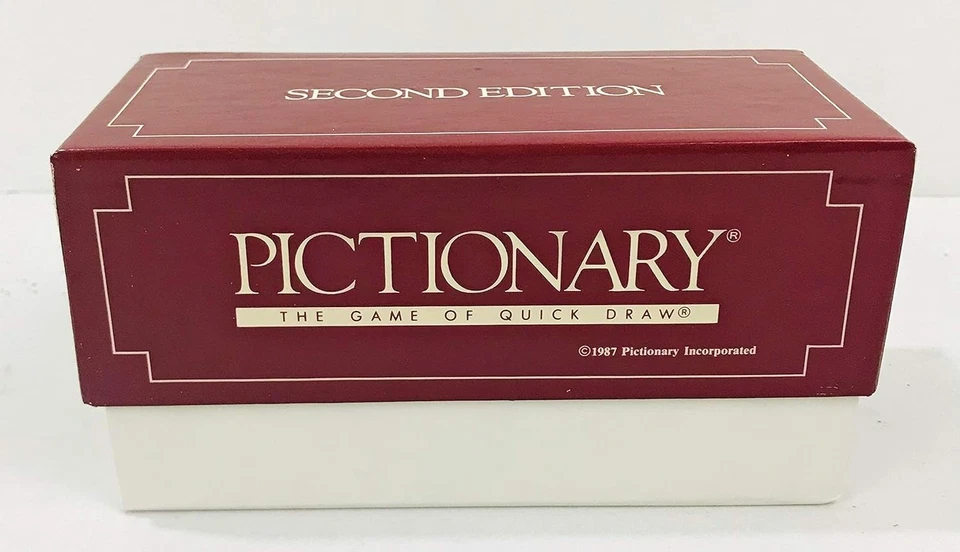 SECOND EDITION
PICTIONARY®
THE GAME OF QUICK DRAW®
©1987 Pictionary Incorporated